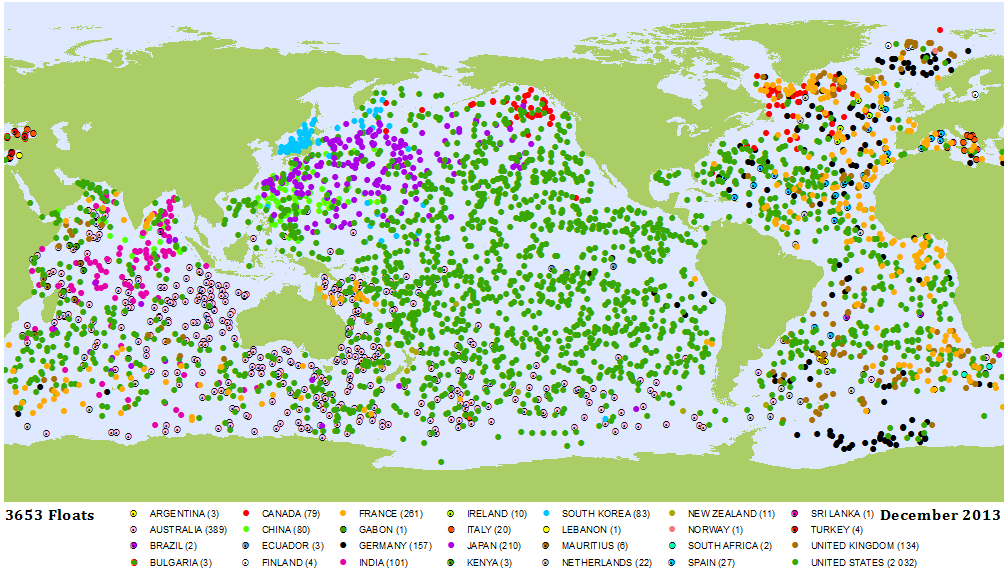 3653 Floats
ARGENTINA (3) CANADA (79) FRANCE (261) IRELAND (10) SOUTH KOREA (83) NEW ZEALAND (11) SRI LANKA (1) December 2013
AUSTRALIA (389) CHINA (80) GABON (1) ITALY (20) LEBANON (1) NORWAY (1) TURKEY (4)
BRAZIL (2) ECUADOR (3) GERMANY (157) JAPAN (210) MAURITIUS (6) SOUTH AFRICA (2) UNITED KINGDOM (134)
BULGARIA (3) FINLAND (4) INDIA (101) KENYA (3) NETHERLANDS (22) SPAIN (27) UNITED STATES (2 032)